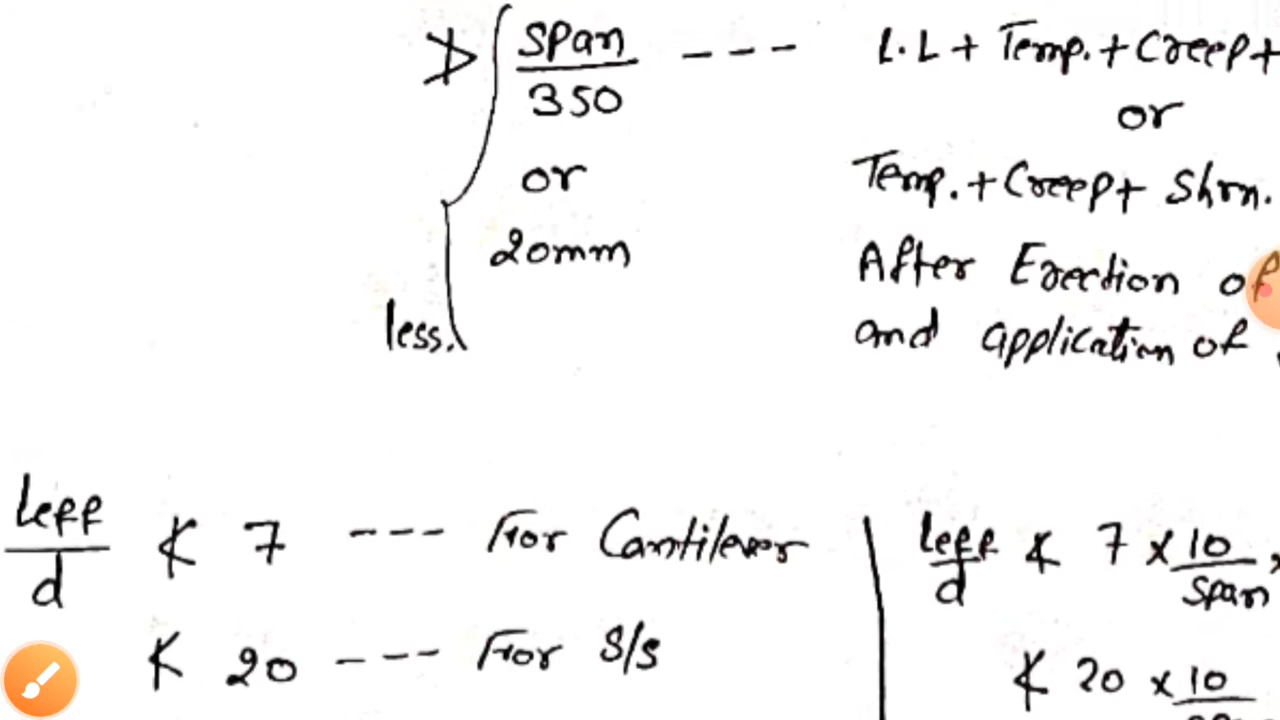 ≯ span/350 --- L.L + Temp. + Creep +
or
or
Temp. + Creep + Shrn.
20mm
After Erection of
less.
and application of
leff/d ≮ 7 --- For Cantilever
≮ 20 --- For S/S
leff/d ≮ 7 × 10/span
≮ 20 × 10